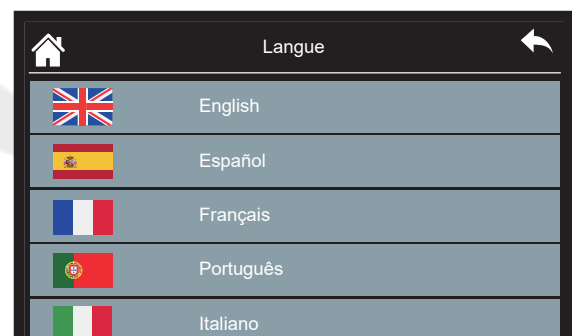 Langue
English
Español
Français
Português
Italiano